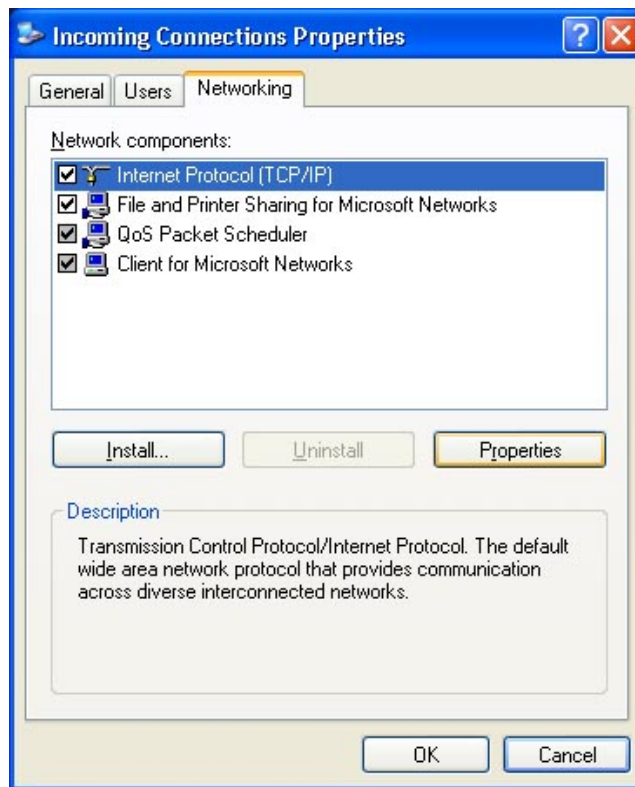 Incoming Connections Properties
General Users Networking
Network components:
Internet Protocol (TCP/IP)
File and Printer Sharing for Microsoft Networks
QoS Packet Scheduler
Client for Microsoft Networks
Install... Uninstall Properties
Description
Transmission Control Protocol/Internet Protocol. The default
wide area network protocol that provides communication
across diverse interconnected networks.
OK Cancel